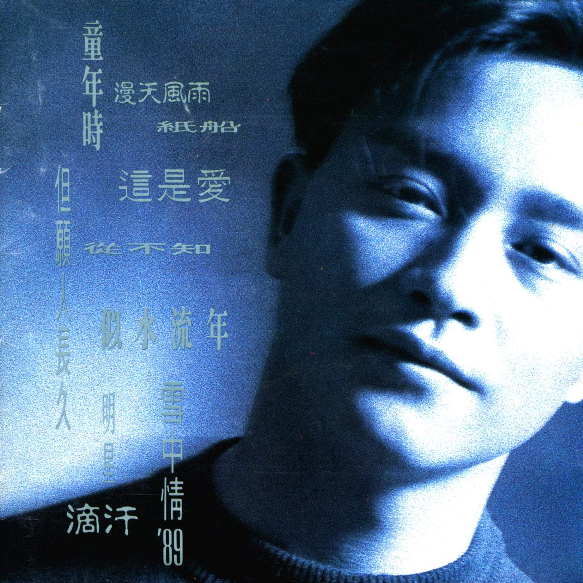 童年時
漫天風雨
紙船
這是愛
但願人長久
從不知
似水流年
明星
雪中情'89
滴汗